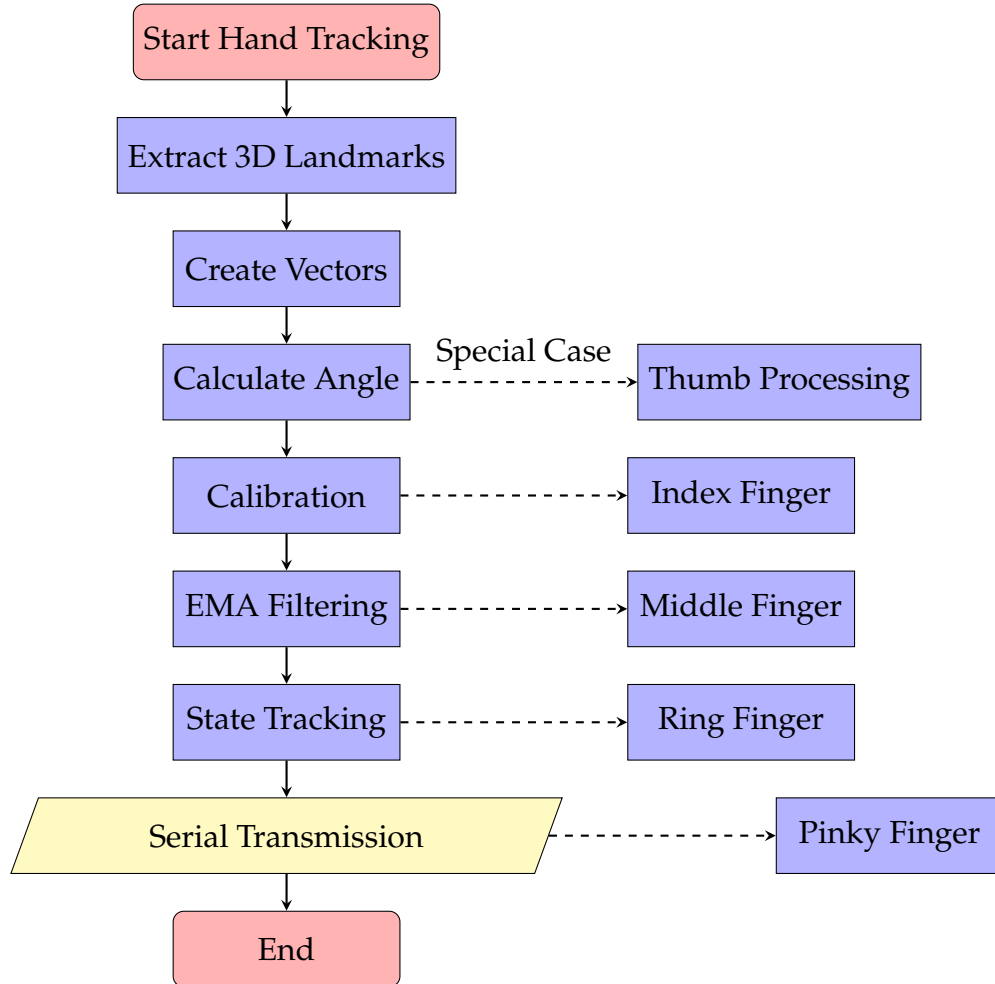 Start Hand Tracking
Extract 3D Landmarks
Create Vectors
Calculate Angle
Special Case
Thumb Processing
Calibration
Index Finger
EMA Filtering
Middle Finger
State Tracking
Ring Finger
Serial Transmission
Pinky Finger
End